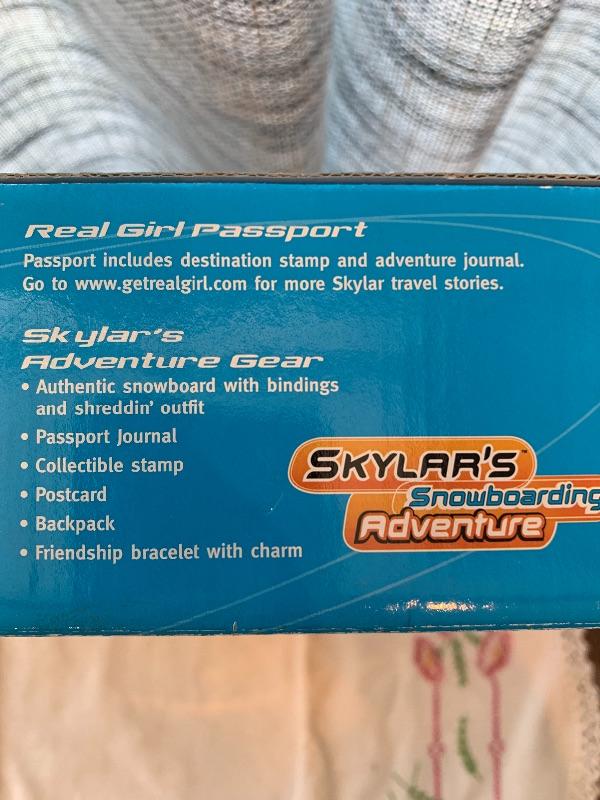 Real Girl Passport
Passport includes destination stamp and adventure journal.
Go to www.getrealgirl.com for more Skylar travel stories.
Skylar's
Adventure Gear
• Authentic snowboard with bindings
and shreddin' outfit
• Passport Journal
• Collectible stamp
• Postcard
• Backpack
• Friendship bracelet with charm
SKYLAR'S™
Snowboarding
Adventure